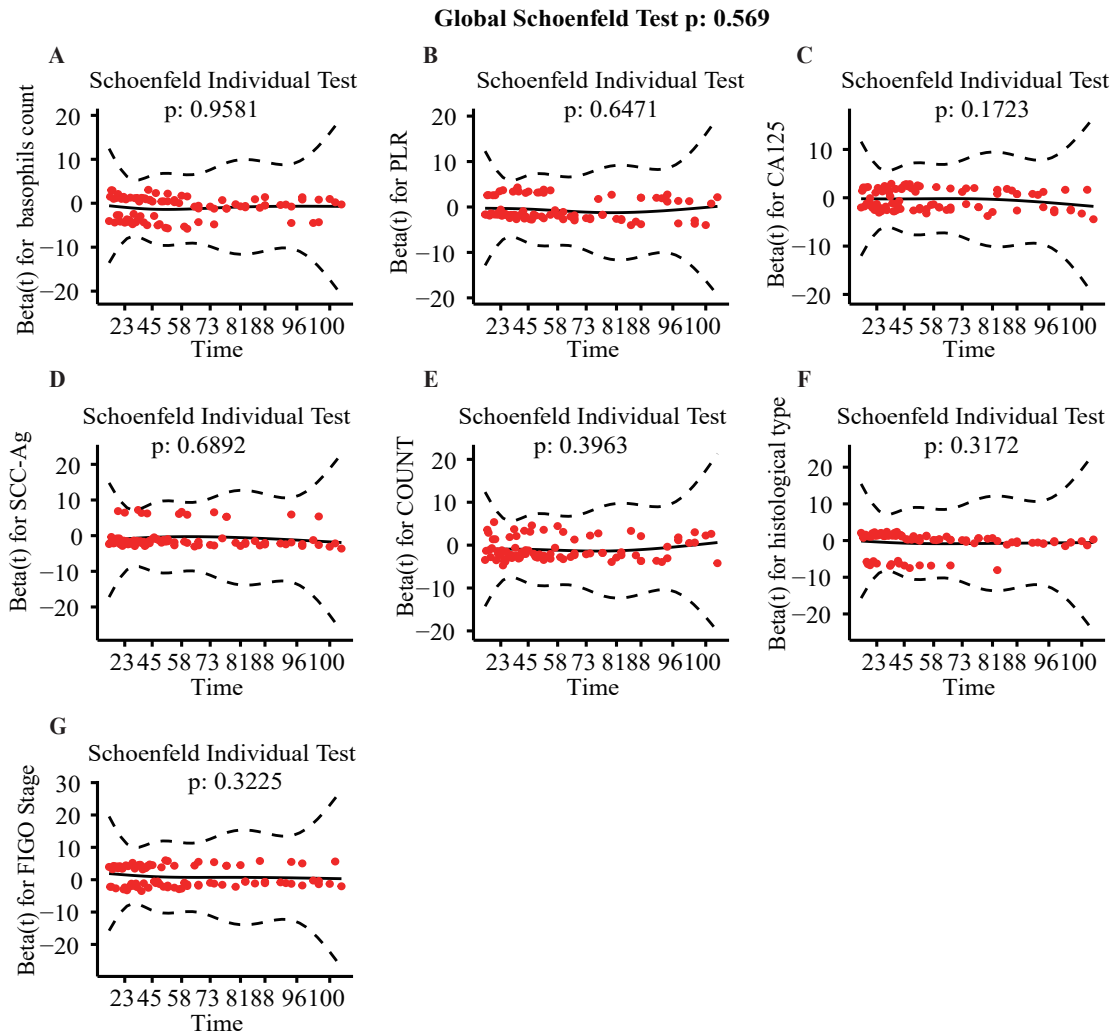 Global Schoenfeld Test p: 0.569
A
Schoenfeld Individual Test
p: 0.9581
Beta(t) for basophils count
20
10
0
−10
−20
23 45 58 73 81 88 96 100
Time
B
Schoenfeld Individual Test
p: 0.6471
Beta(t) for PLR
20
10
0
−10
−20
23 45 58 73 81 88 96 100
Time
C
Schoenfeld Individual Test
p: 0.1723
Beta(t) for CA125
10
0
−10
23 45 58 73 81 88 96 100
Time
D
Schoenfeld Individual Test
p: 0.6892
Beta(t) for SCC-Ag
20
10
0
−10
−20
23 45 58 73 81 88 96 100
Time
E
Schoenfeld Individual Test
p: 0.3963
Beta(t) for COUNT
20
10
0
−10
−20
23 45 58 73 81 88 96 100
Time
F
Schoenfeld Individual Test
p: 0.3172
Beta(t) for histological type
20
10
0
−10
−20
23 45 58 73 81 88 96 100
Time
G
Schoenfeld Individual Test
p: 0.3225
Beta(t) for FIGO Stage
30
20
10
0
−10
−20
23 45 58 73 81 88 96 100
Time